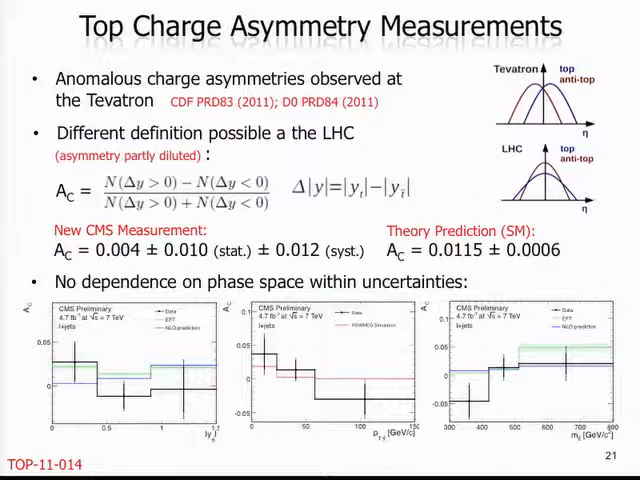 Top Charge Asymmetry Measurements
• Anomalous charge asymmetries observed at
the Tevatron CDF PRD83 (2011); D0 PRD84 (2011)
Tevatron top
anti-top
η
• Different definition possible a the LHC
(asymmetry partly diluted) :
LHC top
anti-top
η
A_C = N(Δy > 0) − N(Δy < 0) / N(Δy > 0) + N(Δy < 0) Δ|y|=|y_t|−|y_t̄|
New CMS Measurement:
A_C = 0.004 ± 0.010 (stat.) ± 0.012 (syst.)
Theory Prediction (SM):
A_C = 0.0115 ± 0.0006
• No dependence on phase space within uncertainties:
A_C
CMS Preliminary
4.7 fb⁻¹ at √s = 7 TeV
l+jets
Data
EFT
NLO prediction
0.05
0
0 0.5 1 1.5
A_C
CMS Preliminary
4.7 fb⁻¹ at √s = 7 TeV
l+jets
Data
POWHEG Simulation
0.1
0.05
0
-0.05
0 50 100 150
[GeV/c]
A_C
CMS Preliminary
4.7 fb⁻¹ at √s = 7 TeV
l+jets
Data
EFT
NLO prediction
0.1
0.05
0
-0.05
300 400 500 600 700 800
m_tt̄ [GeV/c²]
TOP-11-014
21